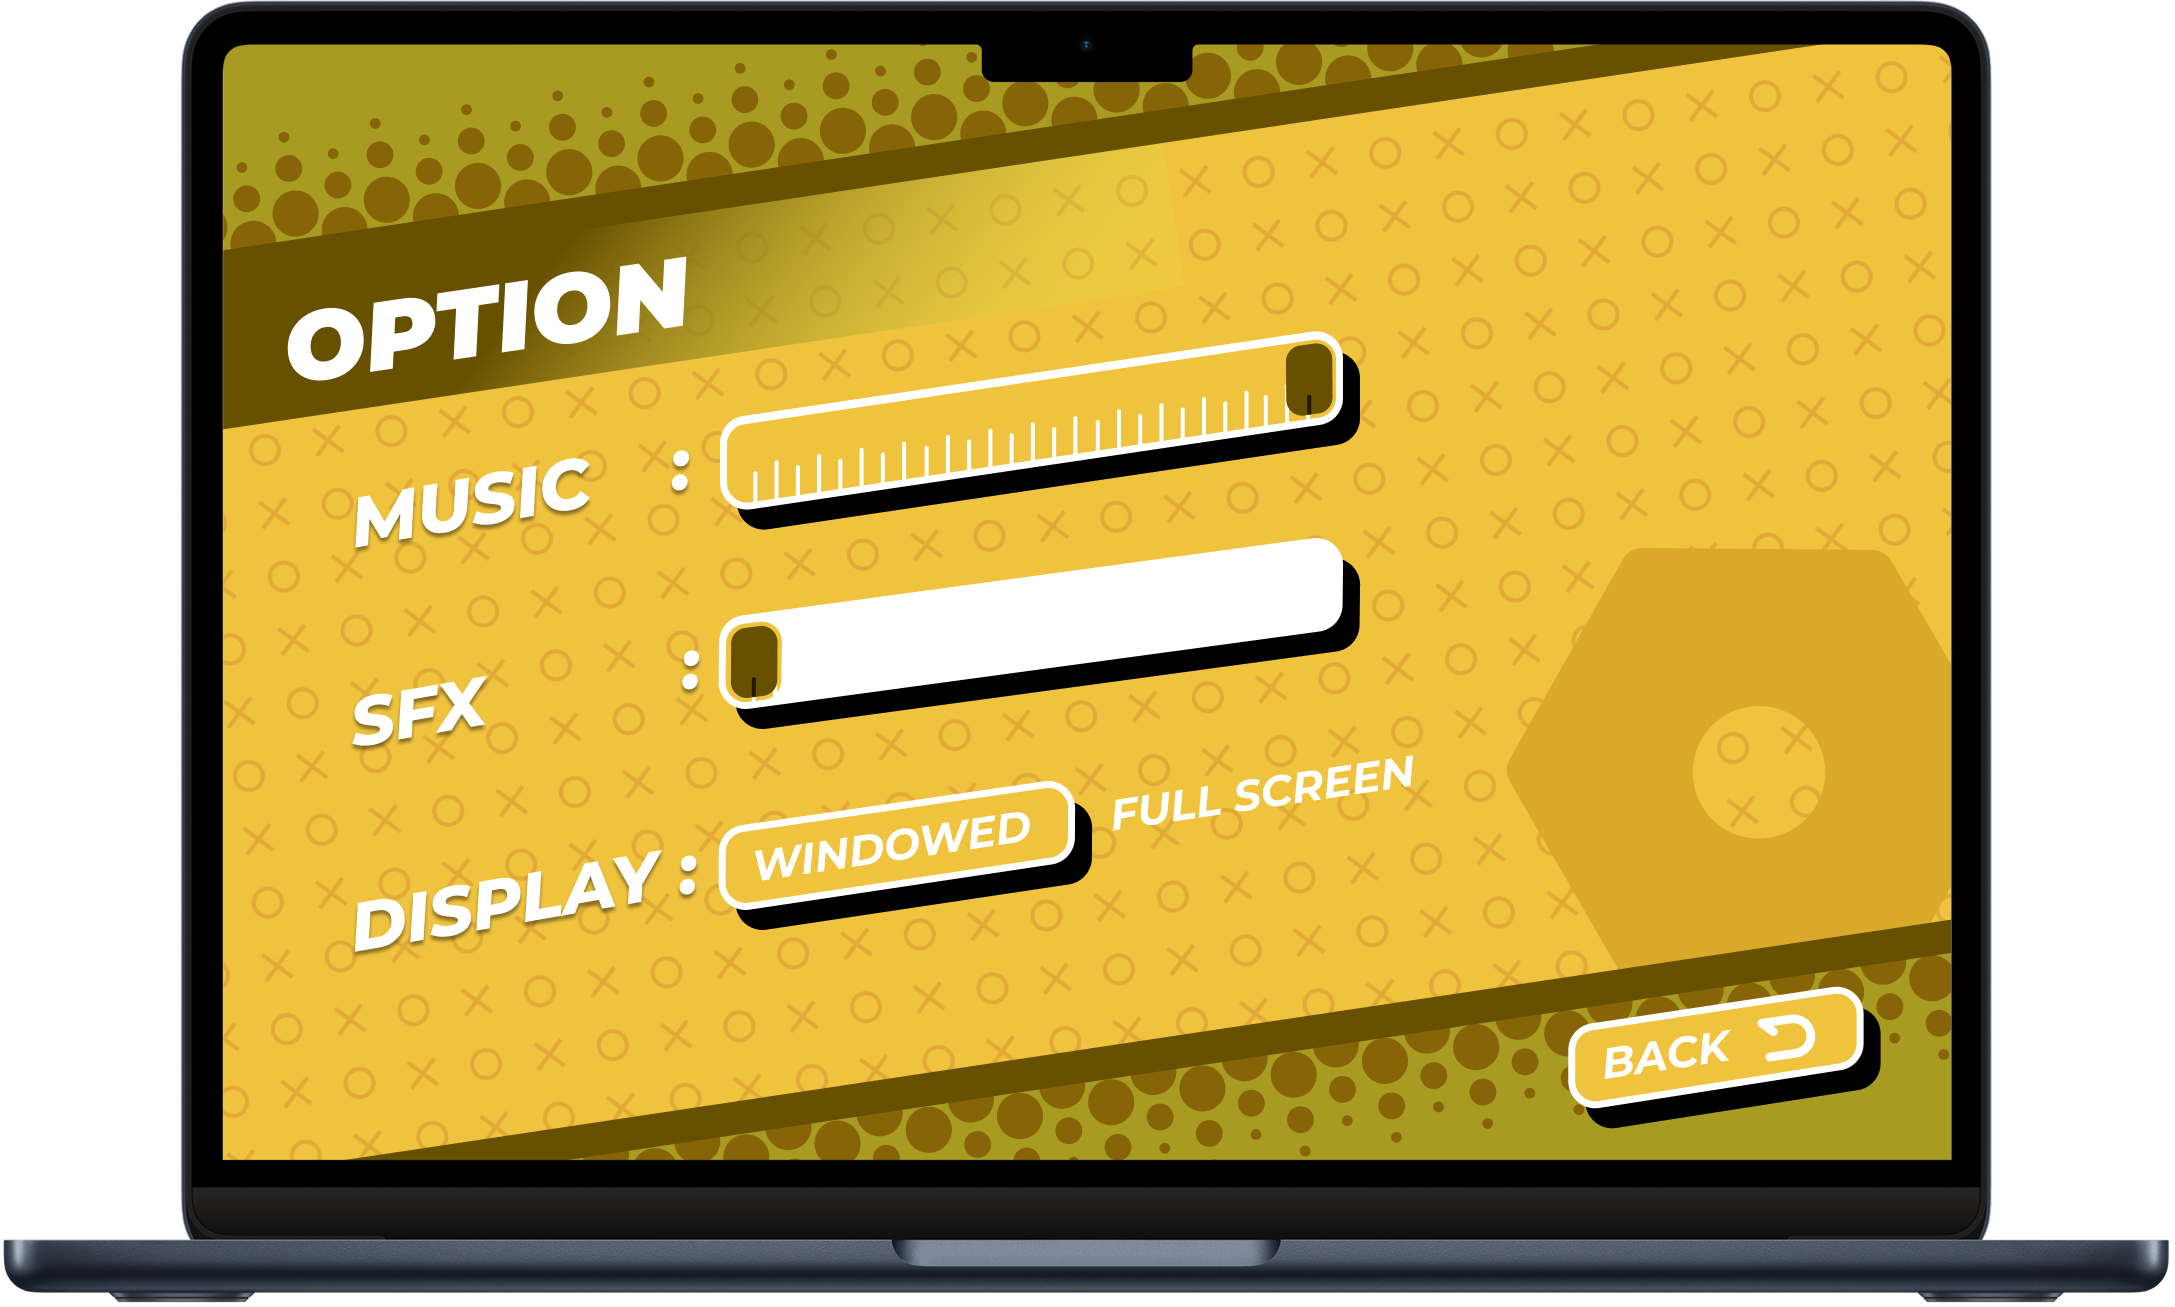 OPTION
MUSIC :
SFX :
DISPLAY : WINDOWED FULL SCREEN
BACK